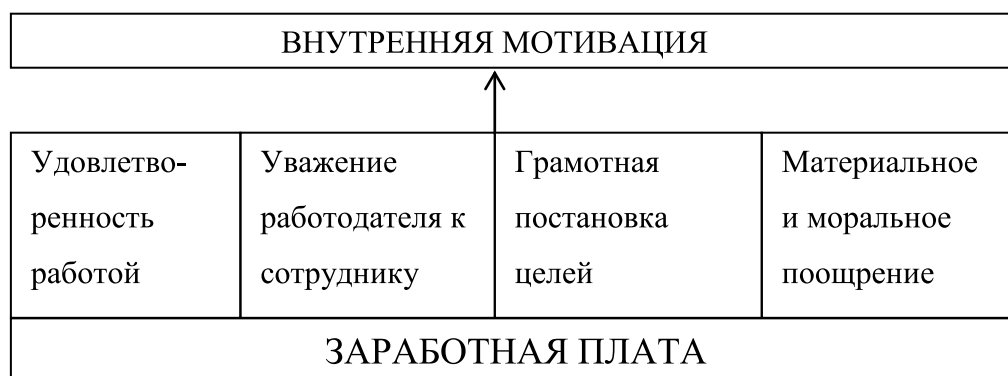 ВНУТРЕННЯЯ МОТИВАЦИЯ
Удовлетво-
ренность
работой
Уважение
работодателя к
сотруднику
Грамотная
постановка
целей
Материальное
и моральное
поощрение
ЗАРАБОТНАЯ ПЛАТА